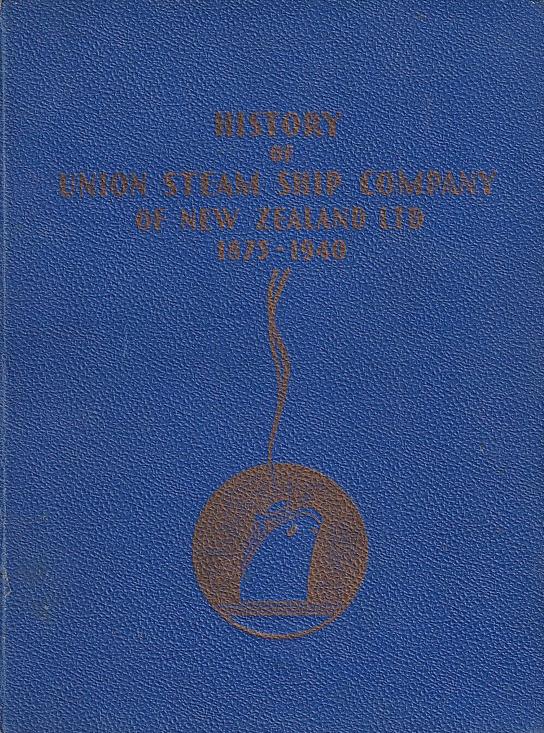 HISTORY
OF
UNION STEAM SHIP COMPANY
OF NEW ZEALAND LTD
1875-1940